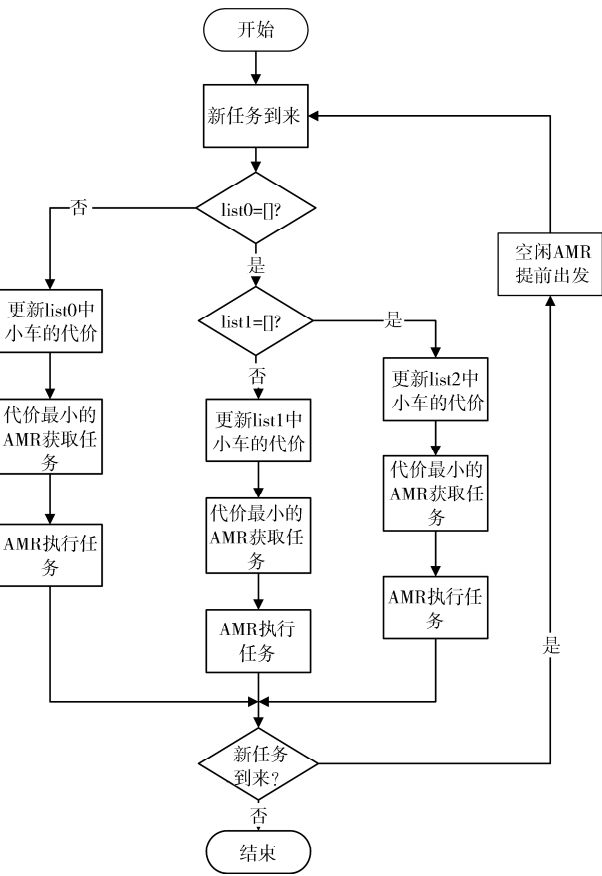 开始
新任务到来
list0=[]?
否
是
空闲AMR
提前出发
更新list0中
小车的代价
list1=[]?
是
否
更新list2中
小车的代价
代价最小的
AMR获取任
务
更新list1中
小车的代价
代价最小的
AMR获取任
务
代价最小的
AMR获取任
务
AMR执行任
务
AMR执行任
务
AMR执行
任务
是
新任务
到来?
否
结束